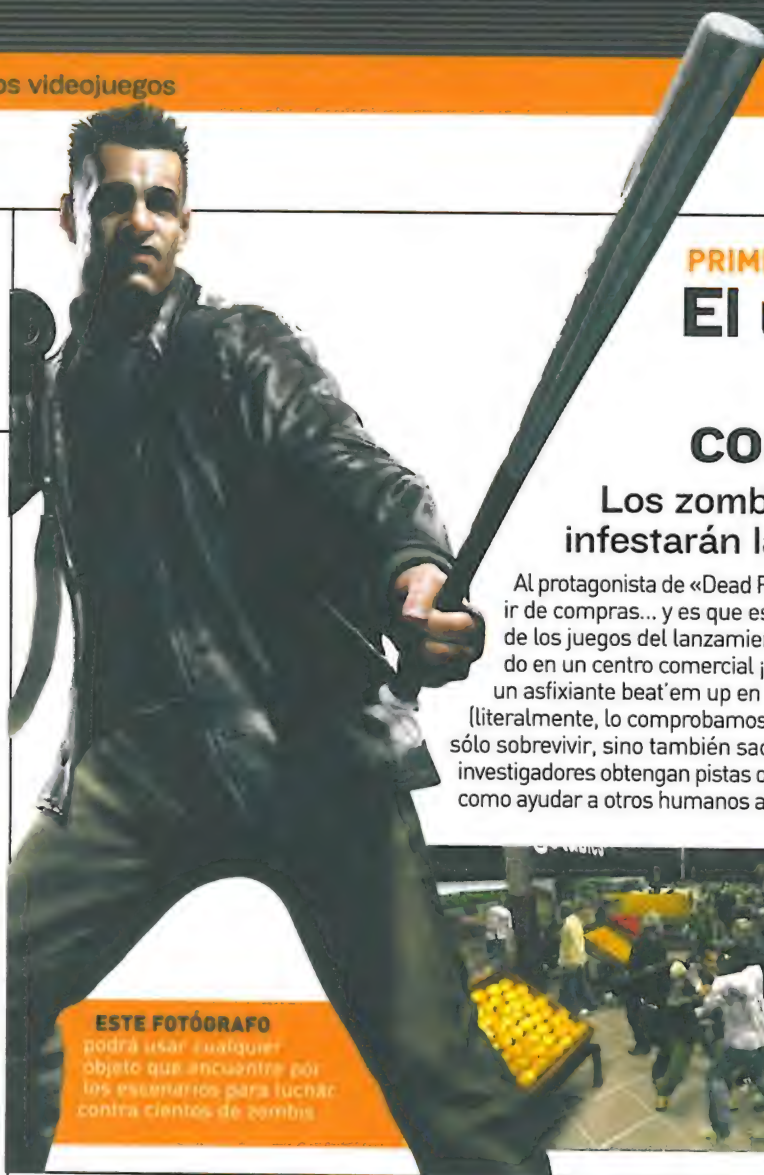 os videojuegos
PRIM
El
co
Los zomb
infestarán l
Al protagonista de «Dead
ir de compras... y es que es
de los juegos del lanzamie
do en un centro comercial
un asfixiante beat'em up en
(literalmente, lo comprobamos
sólo sobrevivir, sino también sac
investigadores obtengan pistas
como ayudar a otros humanos a
ESTE FOTÓGRAFO
podrá usar cualquier
objeto que encuentre por
los escenarios para luchar
contra cientos de zombis